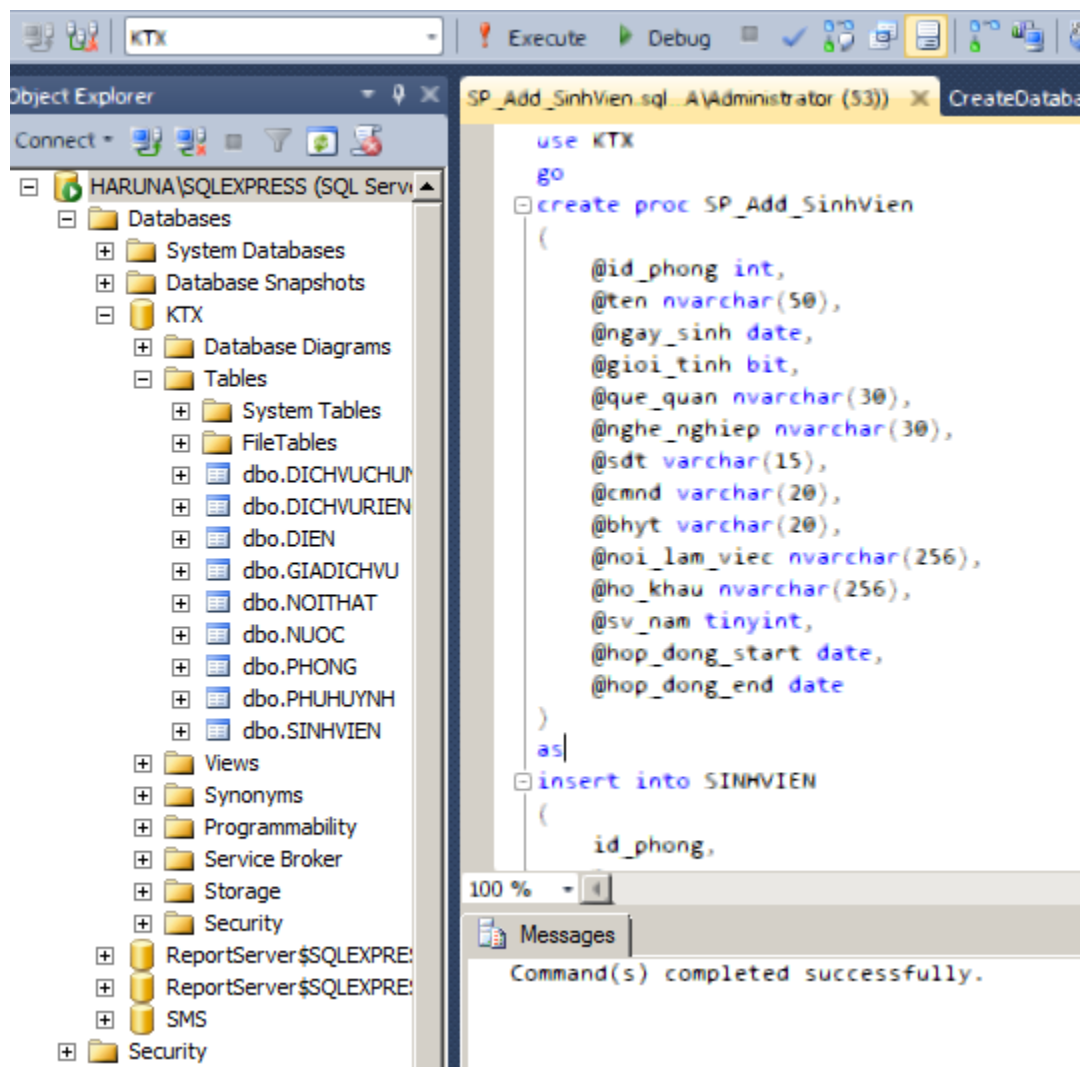 KTX
Execute Debug
Object Explorer
SP_Add_SinhVien.sql...A\Administrator (53))
CreateDataba
Connect
HARUNA\SQLEXPRESS (SQL Serv
Databases
System Databases
Database Snapshots
KTX
Database Diagrams
Tables
System Tables
FileTables
dbo.DICHVUCHUN
dbo.DICHVURIEN
dbo.DIEN
dbo.GIADICHVU
dbo.NOITHAT
dbo.NUOC
dbo.PHONG
dbo.PHUHUYNH
dbo.SINHVIEN
Views
Synonyms
Programmability
Service Broker
Storage
Security
ReportServer$SQLEXPRE
ReportServer$SQLEXPRE
SMS
Security
use KTX
go
create proc SP_Add_SinhVien
(
@id_phong int,
@ten nvarchar(50),
@ngay_sinh date,
@gioi_tinh bit,
@que_quan nvarchar(30),
@nghe_nghiep nvarchar(30),
@sdt varchar(15),
@cmnd varchar(20),
@bhyt varchar(20),
@noi_lam_viec nvarchar(256),
@ho_khau nvarchar(256),
@sv_nam tinyint,
@hop_dong_start date,
@hop_dong_end date
)
as
insert into SINHVIEN
(
id_phong,
100 %
Messages
Command(s) completed successfully.